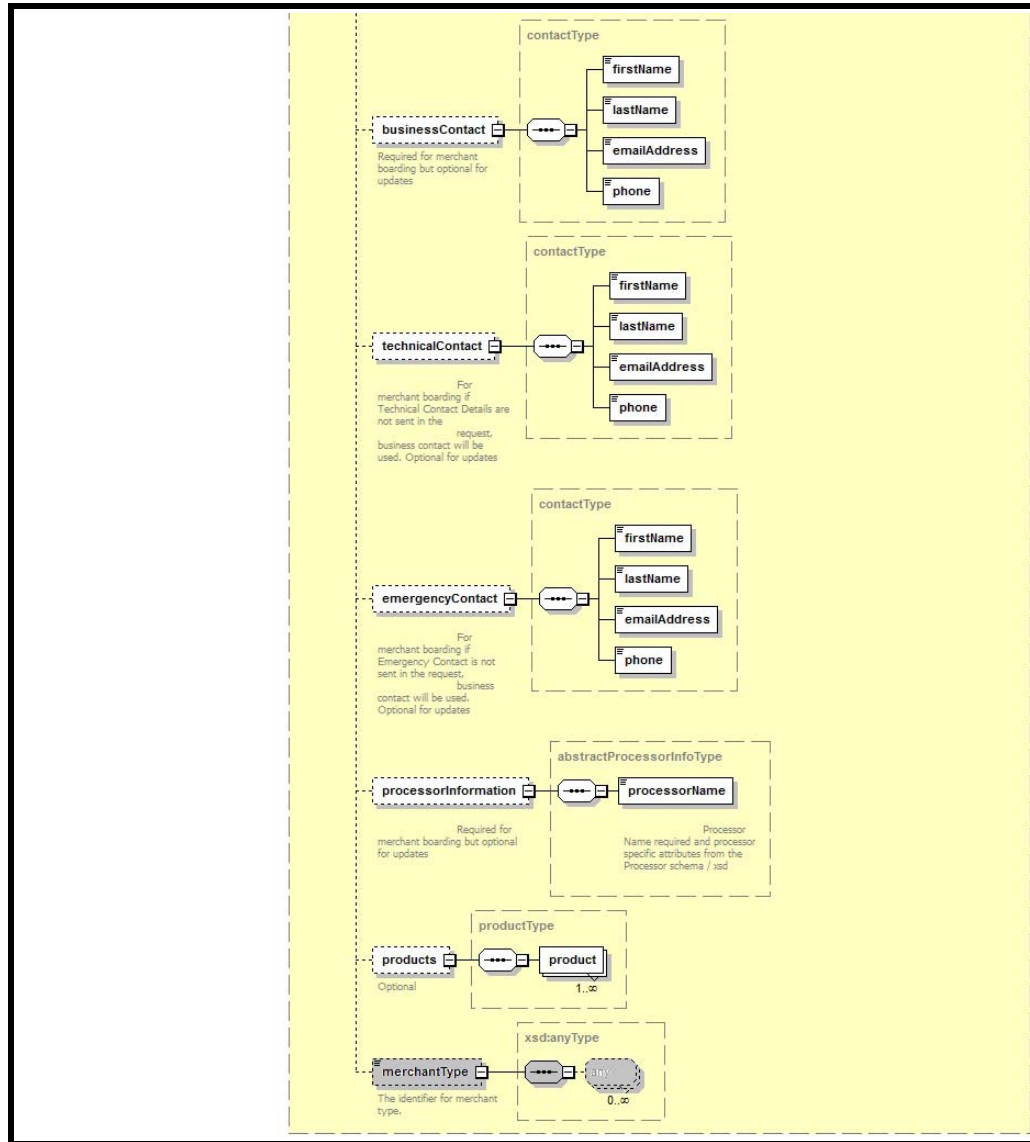 contactType
firstName
lastName
businessContact
emailAddress
Required for merchant
boarding but optional for
updates
phone
contactType
firstName
lastName
technicalContact
emailAddress
For
merchant boarding if
Technical Contact Details are
not sent in the
request,
business contact will be
used. Optional for updates
phone
contactType
firstName
lastName
emergencyContact
emailAddress
For
merchant boarding if
Emergency Contact is not
sent in the request,
business
contact will be used.
Optional for updates
phone
abstractProcessorInfoType
processorInformation
processorName
Required for
merchant boarding but optional
for updates
Processor
Name required and processor
specific attributes from the
Processor schema / xsd
productType
products
product
Optional
1..∞
xsd:anyType
merchantType
any
The identifier for merchant
type.
0..∞